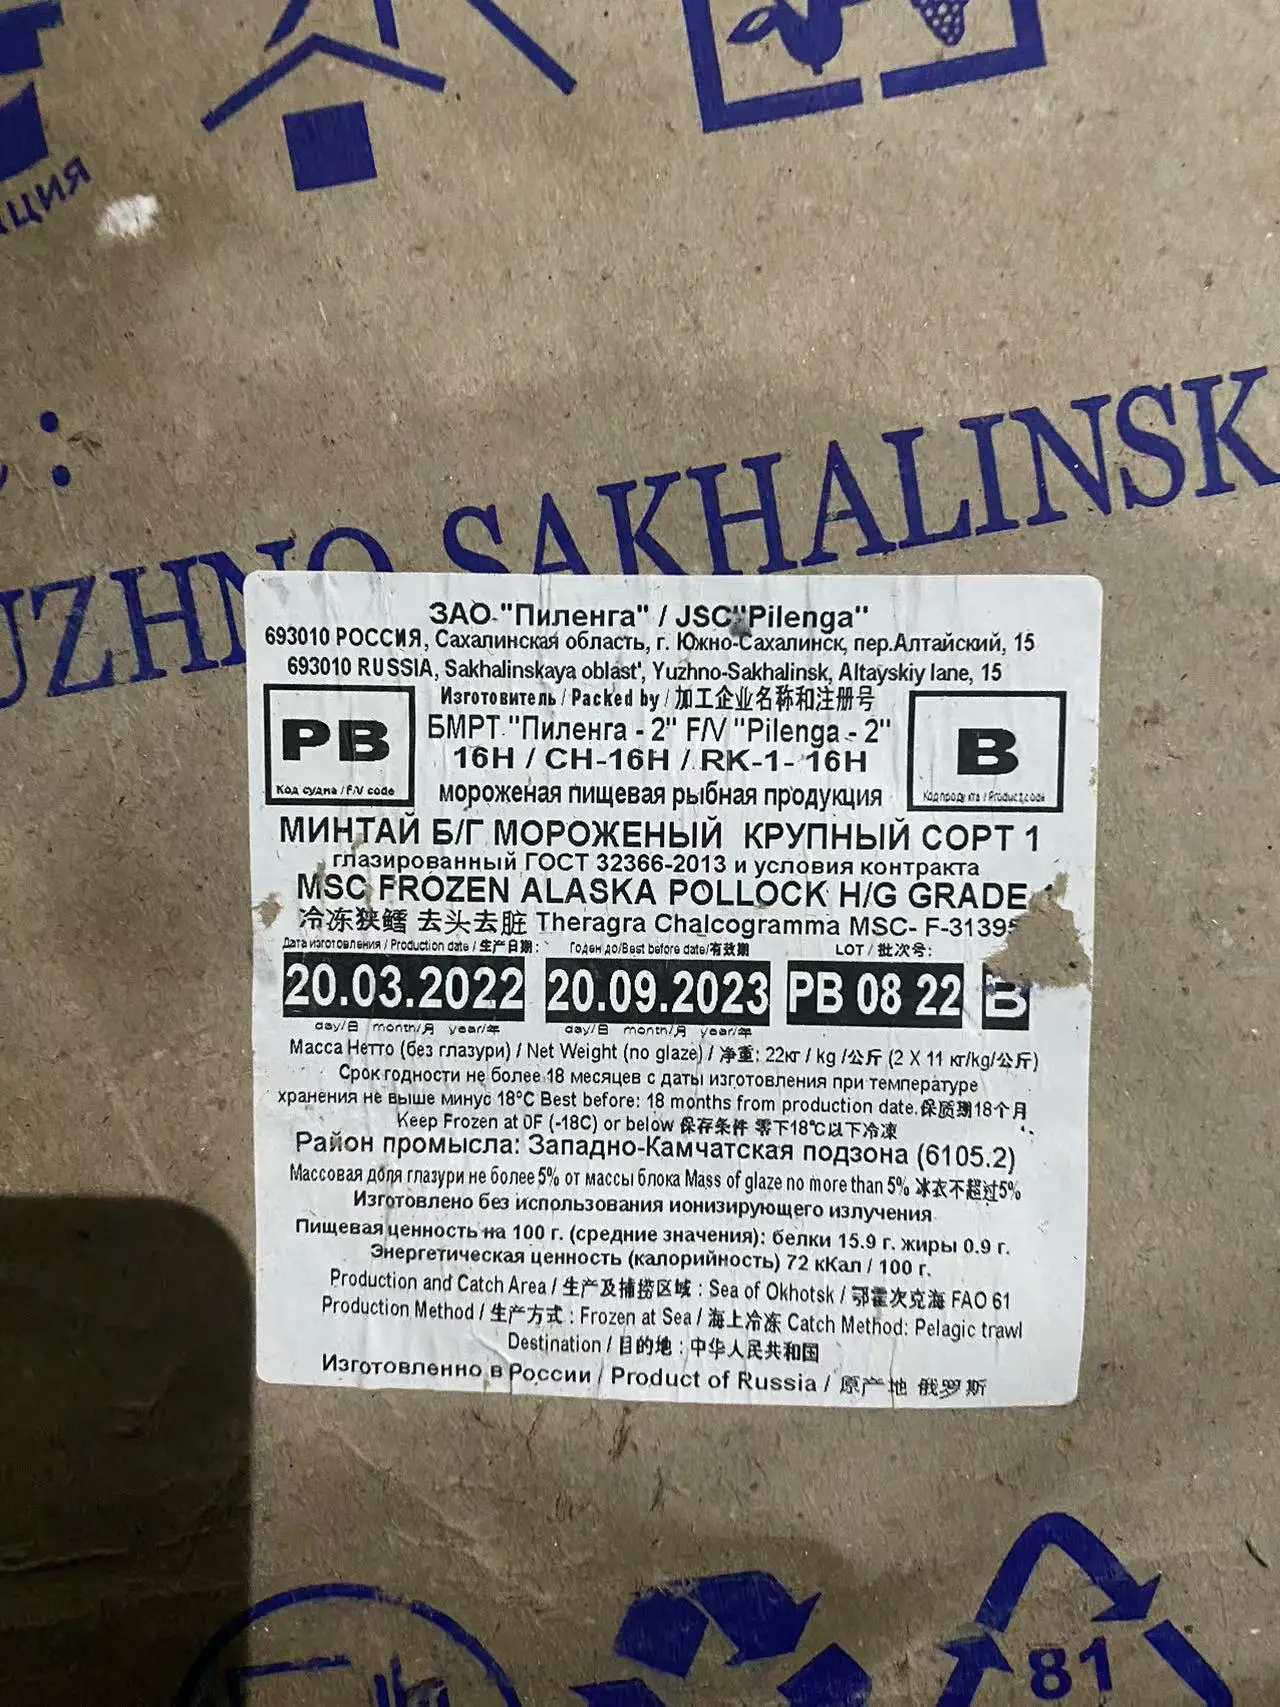 ция
UZHNO SAKHALINSK
ЗАО "Пиленга" / JSC"Pilenga"
693010 РОССИЯ, Сахалинская область, г. Южно-Сахалинск, пер.Алтайский, 15
693010 RUSSIA, Sakhalinskaya oblast', Yuzhno-Sakhalinsk, Altayskiy lane, 15
Изготовитель / Packed by / 加工企业名称和注册号
PB
Код судна / F/V code
БМРТ "Пиленга - 2" F/V "Pilenga - 2"
16H / CH-16H / RK-1- 16H
B
Код продукта / Product code
мороженая пищевая рыбная продукция
МИНТАЙ Б/Г МОРОЖЕНЫЙ КРУПНЫЙ СОРТ 1
глазированный ГОСТ 32366-2013 и условия контракта
MSC FROZEN ALASKA POLLOCK H/G GRADE 1
冷冻狭鳕 去头去脏 Theragra Chalcogramma MSC- F-31395
Дата изготовления / Production date / 生产日期:
Годен до/Best before date/有效期
LOT / 批次号:
20.03.2022 20.09.2023 PB 08 22 B
day/日 month/月 year/年 day/日 month/月 year/年
Масса Нетто (без глазури) / Net Weight (no glaze) / 净重: 22кг / kg /公斤 (2 X 11 кг/kg/公斤)
Срок годности не более 18 месяцев с даты изготовления при температуре
хранения не выше минус 18°C Best before: 18 months from production date.保质期18个月
Keep Frozen at 0F (-18C) or below 保存条件 零下18°C以下冷凍
Район промысла: Западно-Камчатская подзона (6105.2)
Массовая доля глазури не более 5% от массы блока Mass of glaze no more than 5% 冰衣不超过5%
Изготовлено без использования ионизирующего излучения
Пищевая ценность на 100 г. (средние значения): белки 15.9 г. жиры 0.9 г.
Энергетическая ценность (калорийность) 72 кКал / 100 г.
Production and Catch Area / 生产及捕捞区域 : Sea of Okhotsk / 鄂霍次克海 FAO 61
Production Method / 生产方式 : Frozen at Sea / 海上冷冻 Catch Method: Pelagic trawl
Destination / 目的地 : 中华人民共和国
Изготовленно в России / Product of Russia / 原产地 俄罗斯
81